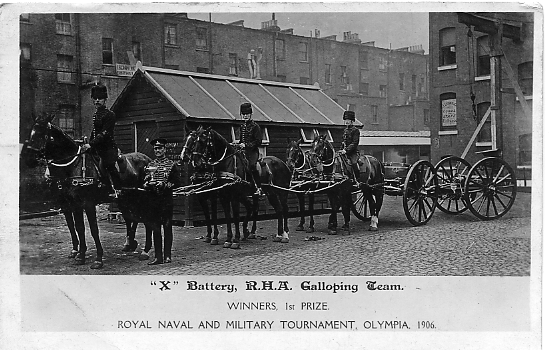 "X" Battery, R.H.A. Galloping Team.
WINNERS, 1st PRIZE.
ROYAL NAVAL AND MILITARY TOURNAMENT, OLYMPIA, 1906.